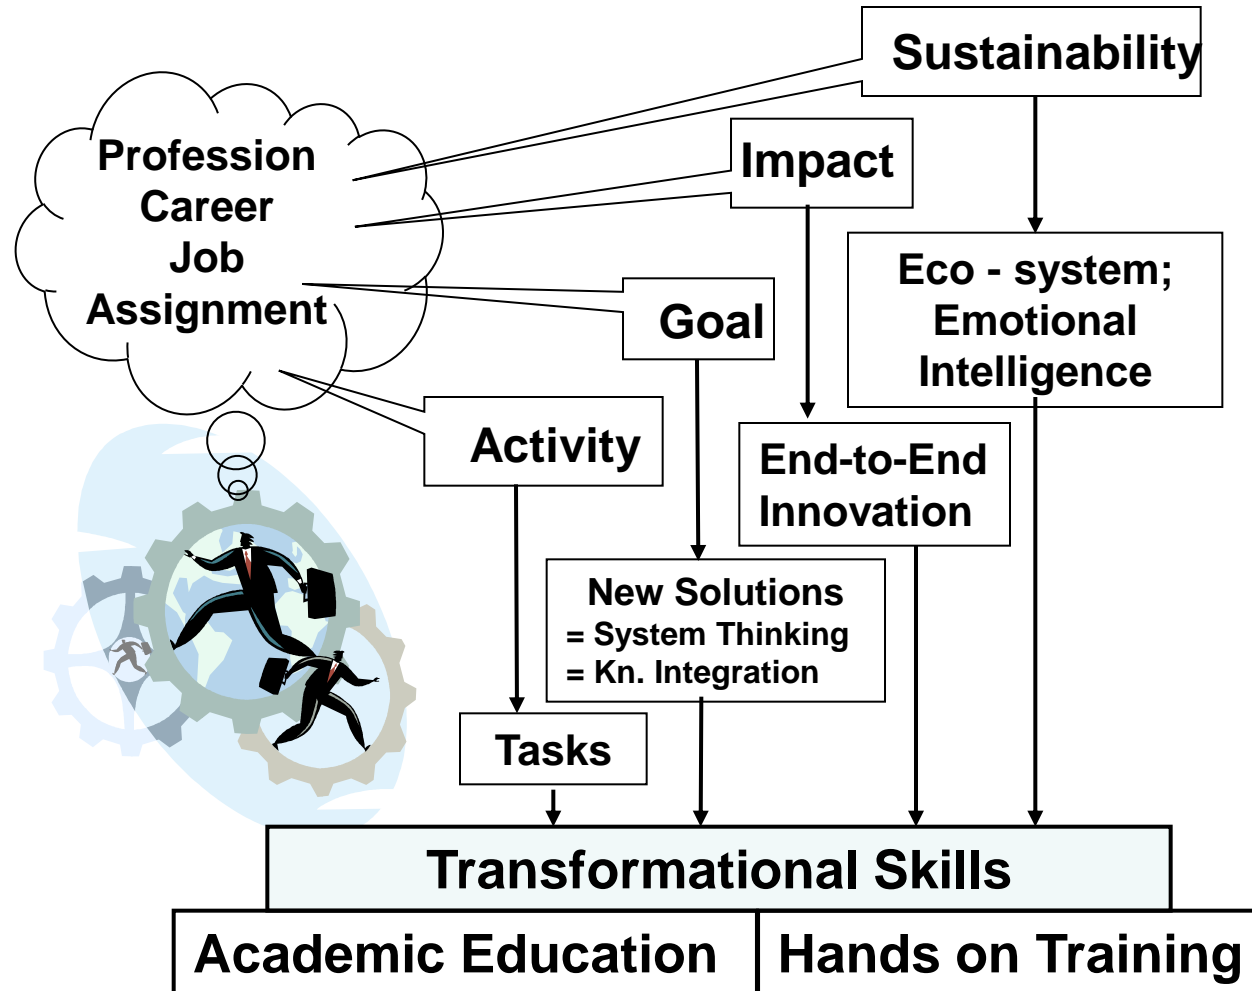 Sustainability
Profession
Career
Job
Assignment
Impact
Eco - system;
Emotional
Intelligence
Goal
Activity
End-to-End
Innovation
New Solutions
= System Thinking
= Kn. Integration
Tasks
Transformational Skills
Academic Education
Hands on Training